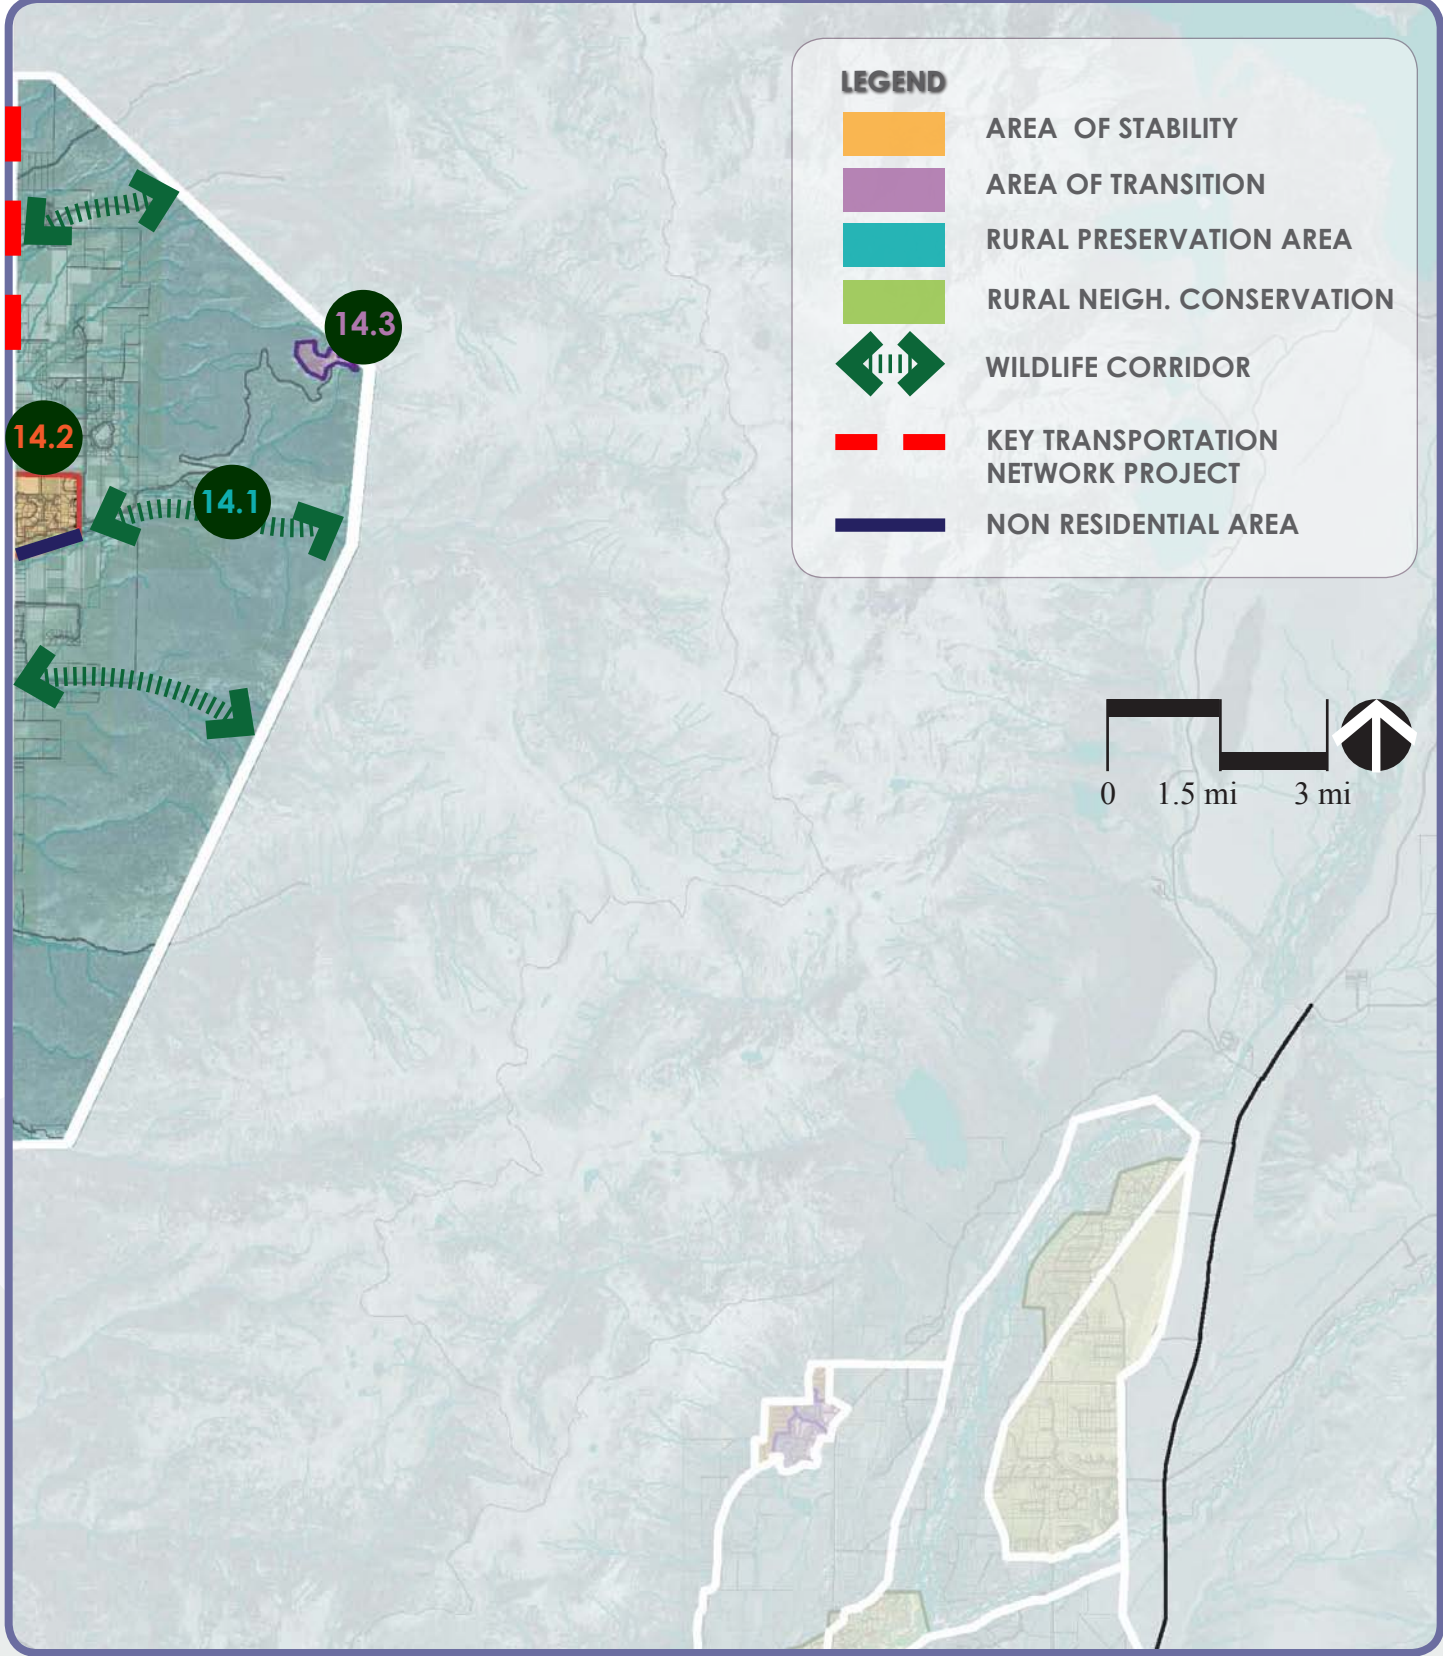 LEGEND
AREA OF STABILITY
AREA OF TRANSITION
RURAL PRESERVATION AREA
RURAL NEIGH. CONSERVATION
WILDLIFE CORRIDOR
KEY TRANSPORTATION
NETWORK PROJECT
NON RESIDENTIAL AREA
14.3
14.2
14.1
0 1.5 mi 3 mi